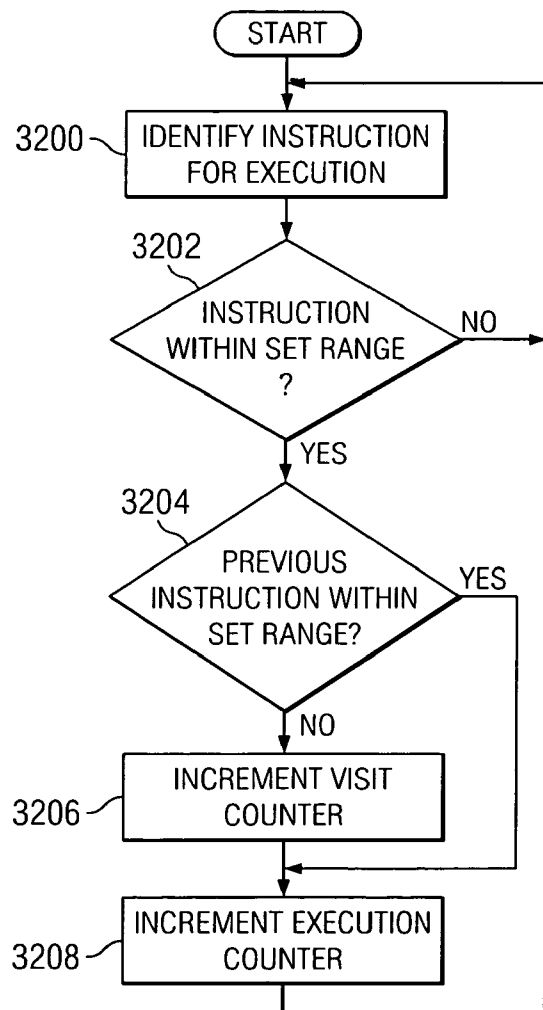 START
3200
IDENTIFY INSTRUCTION
FOR EXECUTION
3202
INSTRUCTION
WITHIN SET RANGE
?
NO
YES
3204
PREVIOUS
INSTRUCTION WITHIN
SET RANGE?
YES
NO
3206
INCREMENT VISIT
COUNTER
3208
INCREMENT EXECUTION
COUNTER